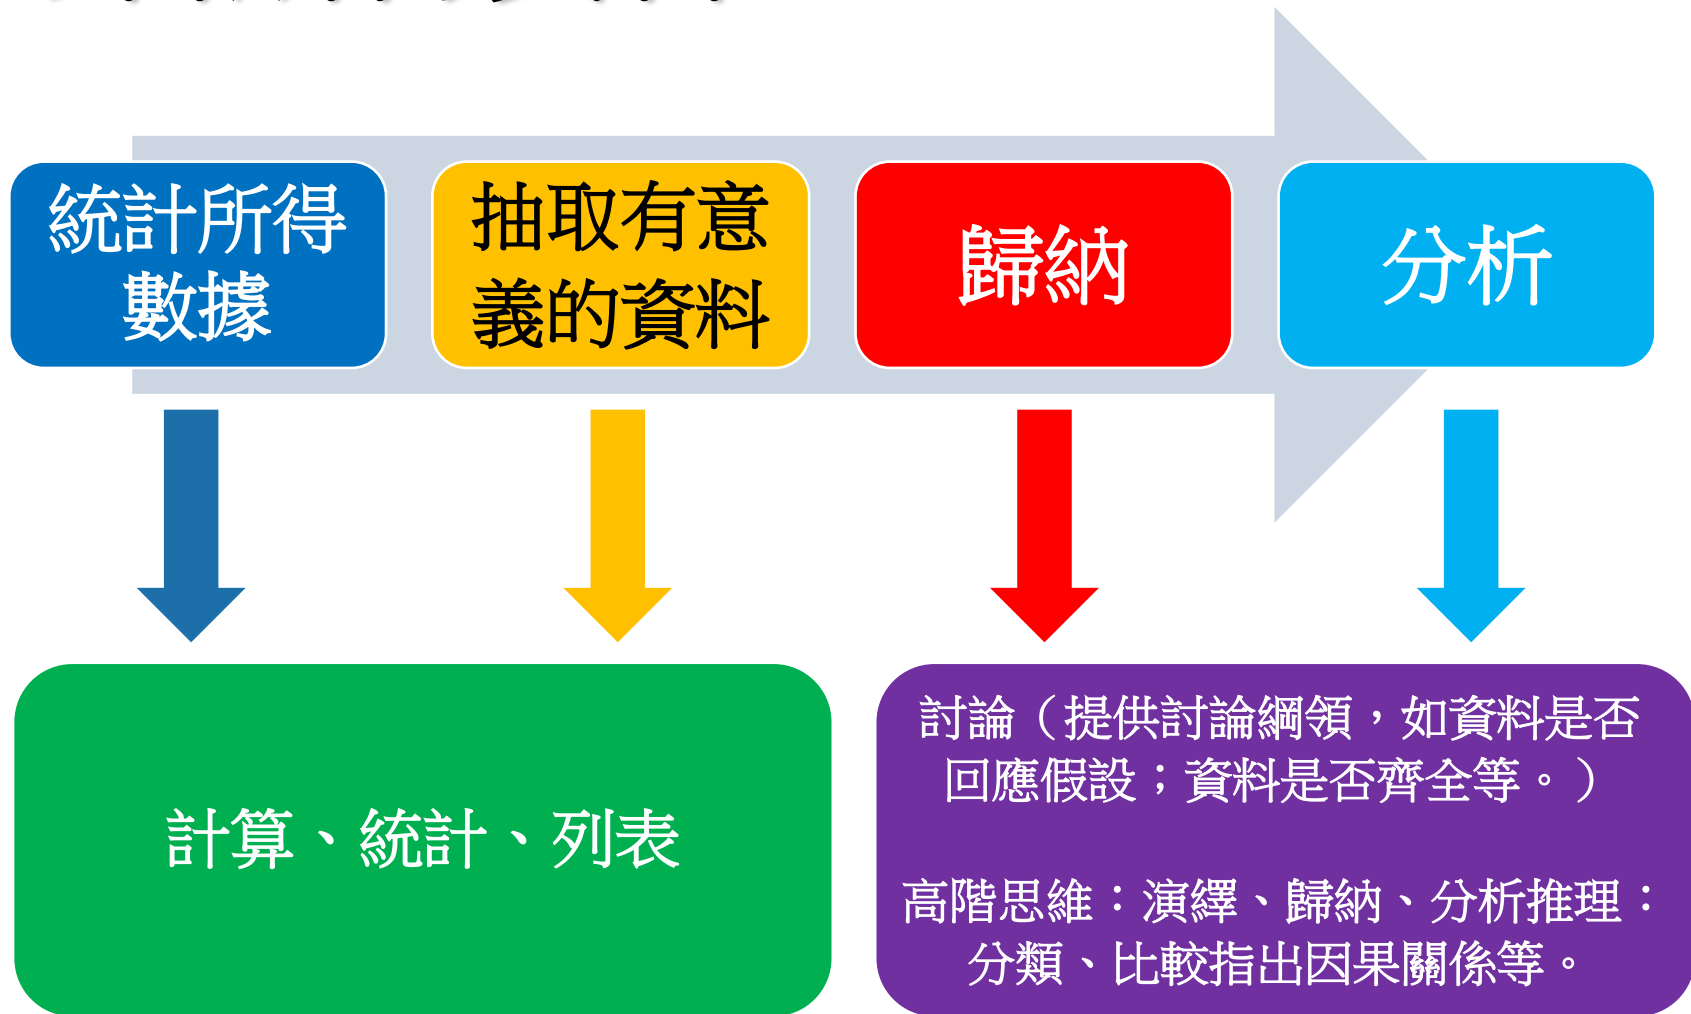 統計所得
數據
抽取有意
義的資料
歸納
分析
計算、統計、列表
討論（提供討論綱領，如資料是否
回應假設；資料是否齊全等。）
高階思維：演繹、歸納、分析推理：
分類、比較指出因果關係等。